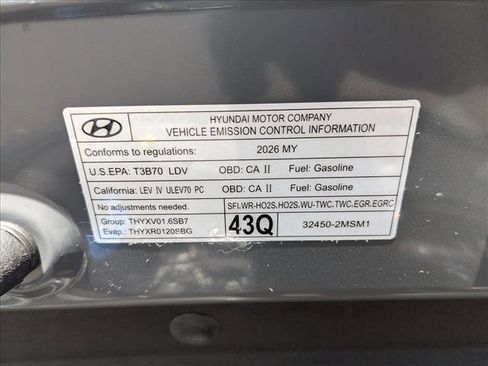 HYUNDAI MOTOR COMPANY
VEHICLE EMISSION CONTROL INFORMATION
Conforms to regulations: 2026 MY
U.S.EPA: T3B70 LDV OBD: CA II Fuel: Gasoline
California: LEV IV ULEV70 PC OBD: CA II Fuel: Gasoline
No adjustments needed. SFI.WR-HO2S.HO2S.WU-TWC.TWC.EGR.EGRC
Group: THYXV01.6SB7 43Q 32450-2MSM1
Evap.: THYXR0120SBG